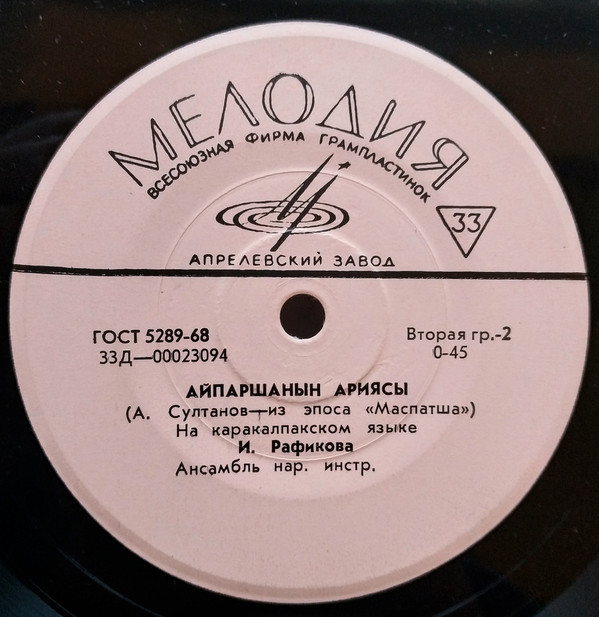 МЕЛОДИЯ
ВСЕСОЮЗНАЯ ФИРМА ГРАМПЛАСТИНОК
33
АПРЕЛЕВСКИЙ ЗАВОД
ГОСТ 5289-68
33Д—00023094
Вторая гр.-2
0-45
АЙПАРШАНЫН АРИЯСЫ
(А. Султанов—из эпоса «Маспатша»)
На каракалпакском языке
И. Рафикова
Ансамбль нар. инстр.